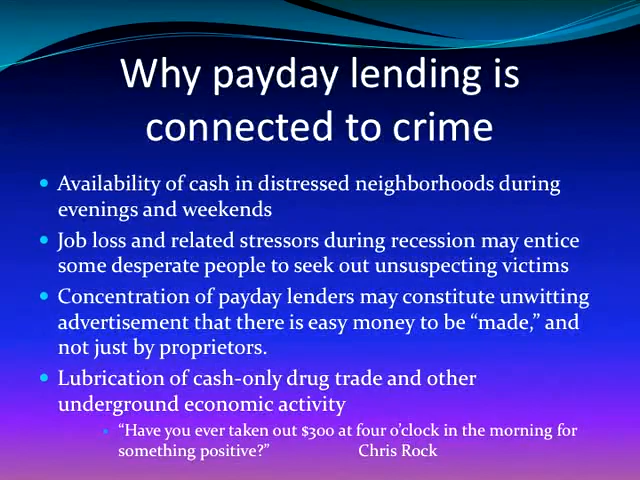 Why payday lending is
connected to crime
• Availability of cash in distressed neighborhoods during
evenings and weekends
• Job loss and related stressors during recession may entice
some desperate people to seek out unsuspecting victims
• Concentration of payday lenders may constitute unwitting
advertisement that there is easy money to be “made,” and
not just by proprietors.
• Lubrication of cash-only drug trade and other
underground economic activity
• “Have you ever taken out $300 at four o’clock in the morning for
something positive?” Chris Rock